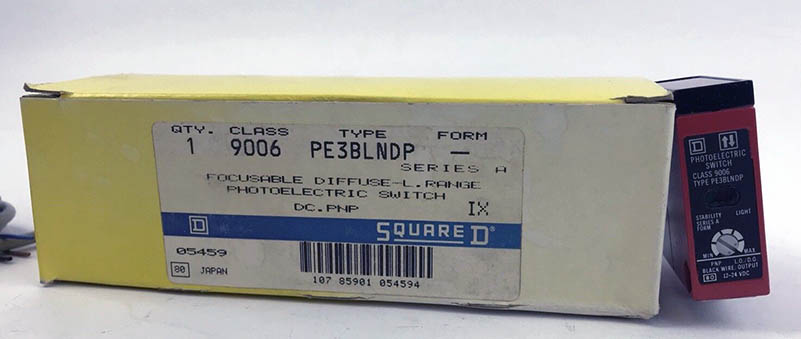 QTY. CLASS TYPE FORM
1 9006 PE3BLNDP —
SERIES A
FOCUSABLE DIFFUSE-L.RANGE
PHOTOELECTRIC SWITCH
DC.PNP IX
D SQUARE D®
05459
80 JAPAN
107 85901 054594
D
PHOTOELECTRIC
SWITCH
CLASS 9006
TYPE PE3BLNDP
STABILITY LIGHT
SERIES A
FORM
MIN MAX
PNP L.O./D.O.
BLACK WIRE: OUTPUT
12-24 VDC